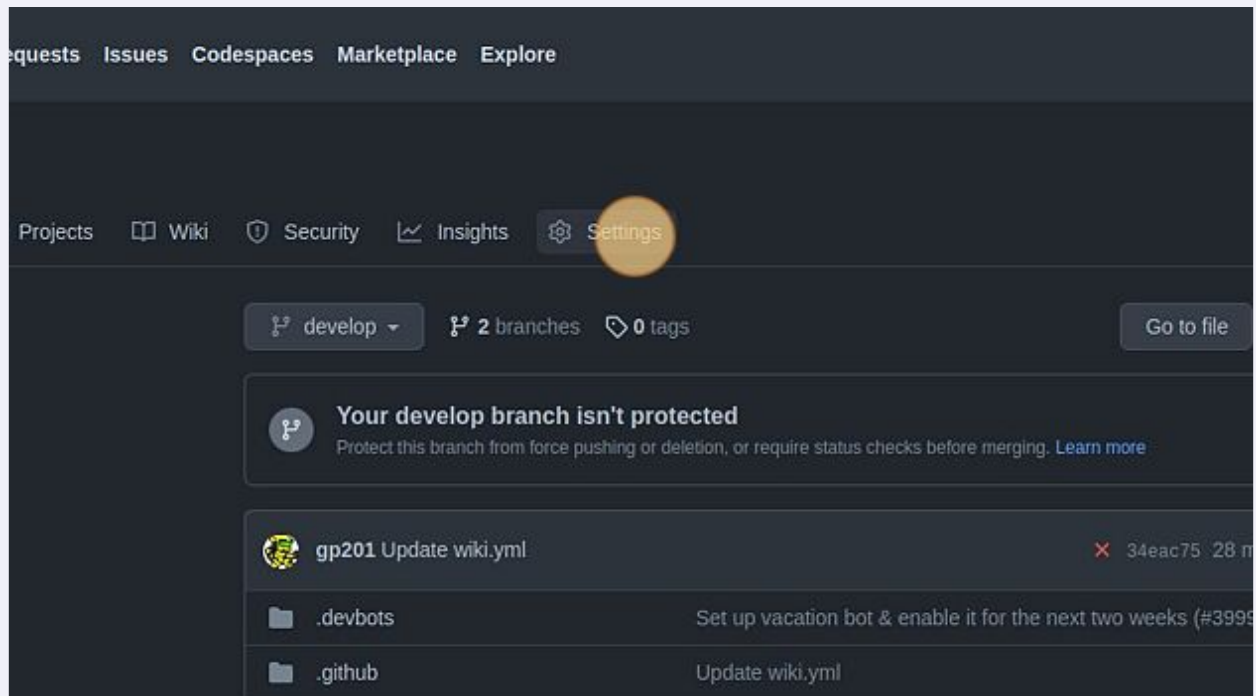 equests Issues Codespaces Marketplace Explore
Projects Wiki Security Insights Settings
develop 2 branches 0 tags Go to file
Your develop branch isn't protected
Protect this branch from force pushing or deletion, or require status checks before merging. Learn more
gp201 Update wiki.yml 34eac75 28 m
.devbots Set up vacation bot & enable it for the next two weeks (#3999
.github Update wiki.yml